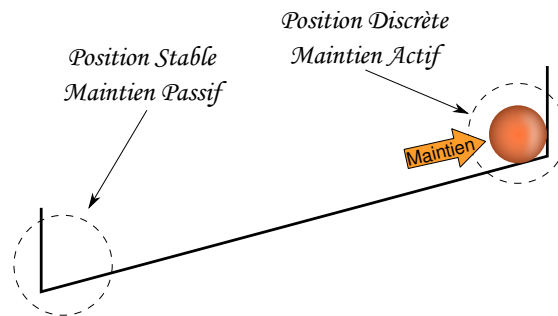 Position Stable
Maintien Passif
Position Discrète
Maintien Actif
Maintien